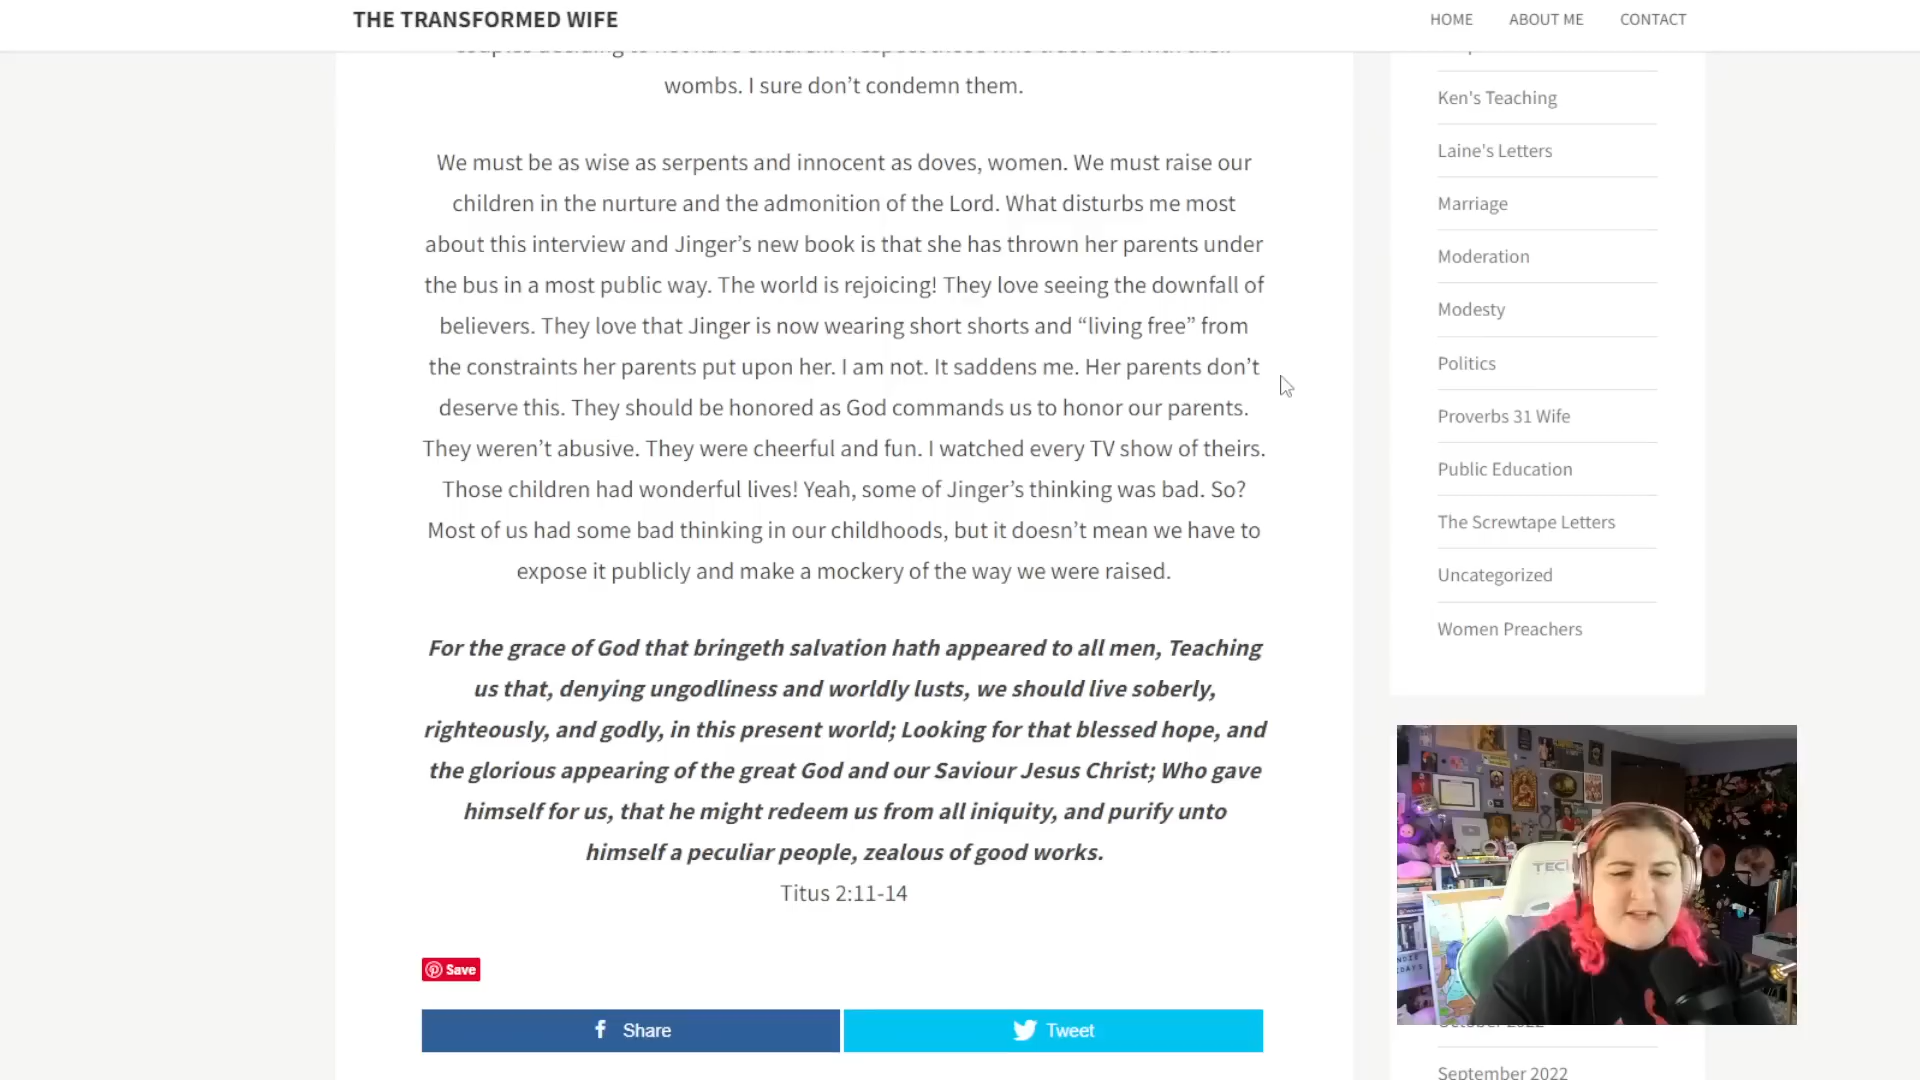 THE TRANSFORMED WIFE
HOME
ABOUT ME
CONTACT
wombs. I sure don’t condemn them.
We must be as wise as serpents and innocent as doves, women. We must raise our
children in the nurture and the admonition of the Lord. What disturbs me most
about this interview and Jinger’s new book is that she has thrown her parents under
the bus in a most public way. The world is rejoicing! They love seeing the downfall of
believers. They love that Jinger is now wearing short shorts and “living free” from
the constraints her parents put upon her. I am not. It saddens me. Her parents don’t
deserve this. They should be honored as God commands us to honor our parents.
They weren’t abusive. They were cheerful and fun. I watched every TV show of theirs.
Those children had wonderful lives! Yeah, some of Jinger’s thinking was bad. So?
Most of us had some bad thinking in our childhoods, but it doesn’t mean we have to
expose it publicly and make a mockery of the way we were raised.
For the grace of God that bringeth salvation hath appeared to all men, Teaching
us that, denying ungodliness and worldly lusts, we should live soberly,
righteously, and godly, in this present world; Looking for that blessed hope, and
the glorious appearing of the great God and our Saviour Jesus Christ; Who gave
himself for us, that he might redeem us from all iniquity, and purify unto
himself a peculiar people, zealous of good works.
Titus 2:11-14
Save
Share
Tweet
Ken's Teaching
Laine's Letters
Marriage
Moderation
Modesty
Politics
Proverbs 31 Wife
Public Education
The Screwtape Letters
Uncategorized
Women Preachers
September 2022